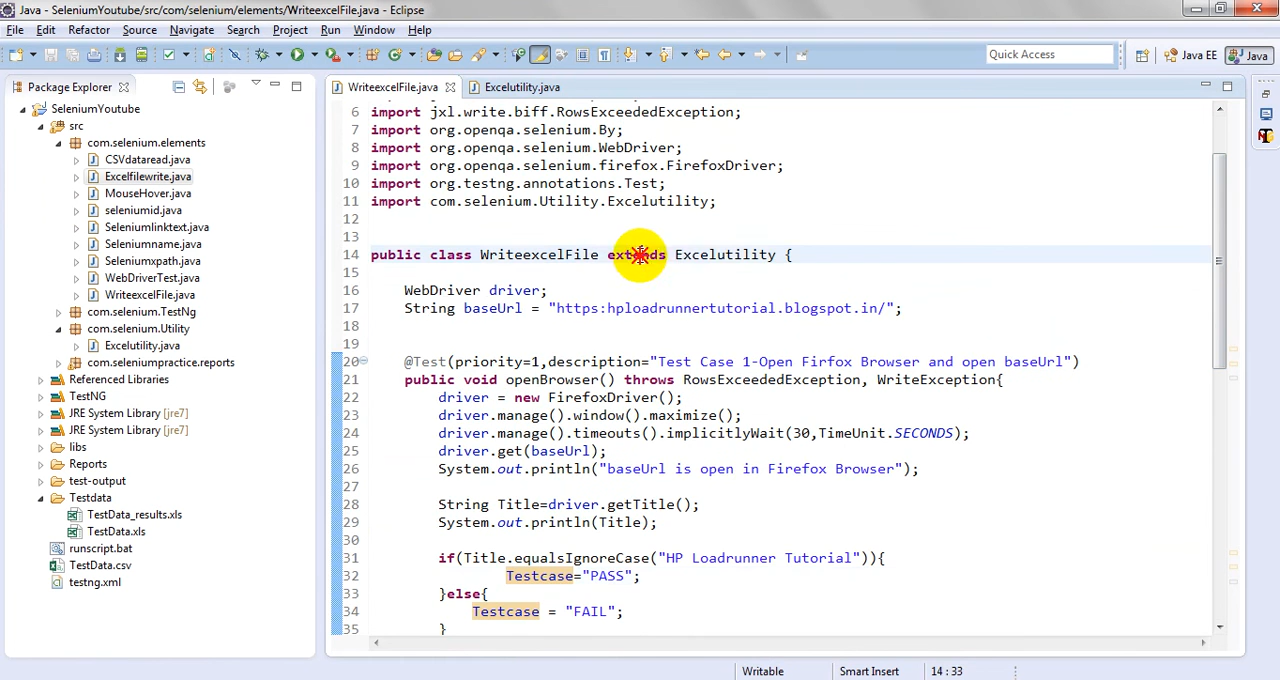 Java - SeleniumYoutube/src/com/selenium/elements/WriteexcelFile.java - Eclipse
File Edit Refactor Source Navigate Search Project Run Window Help
Quick Access Java EE Java
Package Explorer
SeleniumYoutube
src
com.selenium.elements
CSVdataread.java
Excelfilewrite.java
MouseHover.java
seleniumid.java
Seleniumlinktext.java
Seleniumname.java
Seleniumxpath.java
WebDriverTest.java
WriteexcelFile.java
com.selenium.TestNg
com.selenium.Utility
Excelutility.java
com.seleniumpractice.reports
Referenced Libraries
TestNG
JRE System Library [jre7]
JRE System Library [jre7]
libs
Reports
test-output
Testdata
TestData_results.xls
TestData.xls
runscript.bat
TestData.csv
testng.xml
WriteexcelFile.java Excelutility.java
6 import jxl.write.biff.RowsExceededException;
7 import org.openqa.selenium.By;
8 import org.openqa.selenium.WebDriver;
9 import org.openqa.selenium.firefox.FirefoxDriver;
10 import org.testng.annotations.Test;
11 import com.selenium.Utility.Excelutility;
12
13
14 public class WriteexcelFile extends Excelutility {
15
16 WebDriver driver;
17 String baseUrl = "https:hploadrunnertutorial.blogspot.in/";
18
19
20 @Test(priority=1,description="Test Case 1-Open Firfox Browser and open baseUrl")
21 public void openBrowser() throws RowsExceededException, WriteException{
22 driver = new FirefoxDriver();
23 driver.manage().window().maximize();
24 driver.manage().timeouts().implicitlyWait(30,TimeUnit.SECONDS);
25 driver.get(baseUrl);
26 System.out.println("baseUrl is open in Firefox Browser");
27
28 String Title=driver.getTitle();
29 System.out.println(Title);
30
31 if(Title.equalsIgnoreCase("HP Loadrunner Tutorial")){
32 Testcase="PASS";
33 }else{
34 Testcase = "FAIL";
35 }
Writable Smart Insert 14 : 33